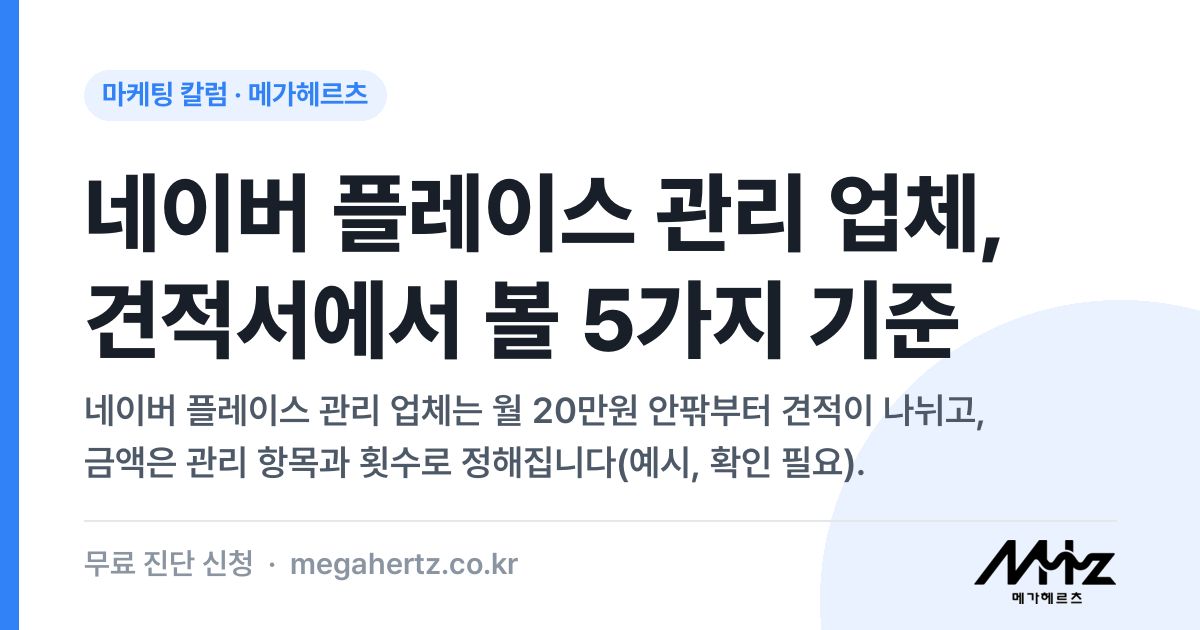 마케팅 칼럼 · 메가헤르츠
네이버 플레이스 관리 업체,
견적서에서 볼 5가지 기준
네이버 플레이스 관리 업체는 월 20만원 안팎부터 견적이 나뉘고,
금액은 관리 항목과 횟수로 정해집니다(예시, 확인 필요).
무료 진단 신청 · megahertz.co.kr
MHz
메가헤르츠